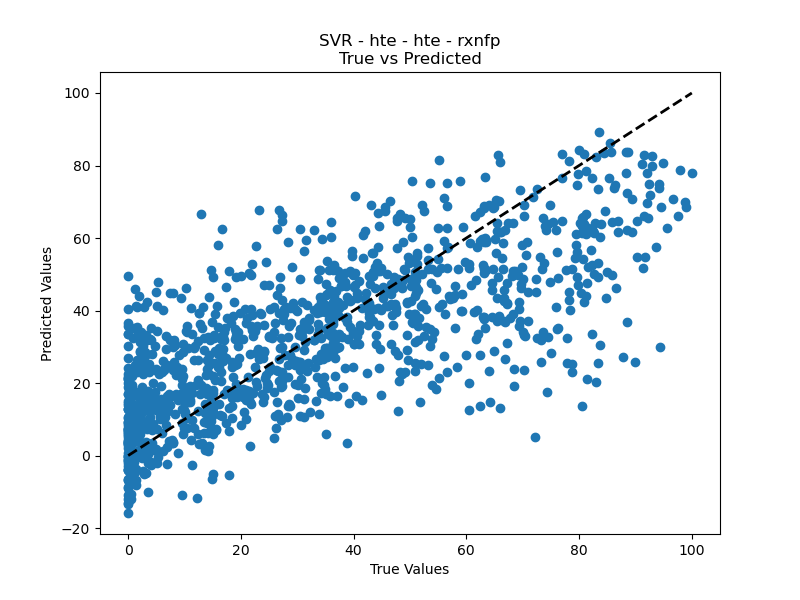 SVR - hte - hte - rxnfp
True vs Predicted
100
80
60
40
20
0
−20
Predicted Values
0 20 40 60 80 100
True Values